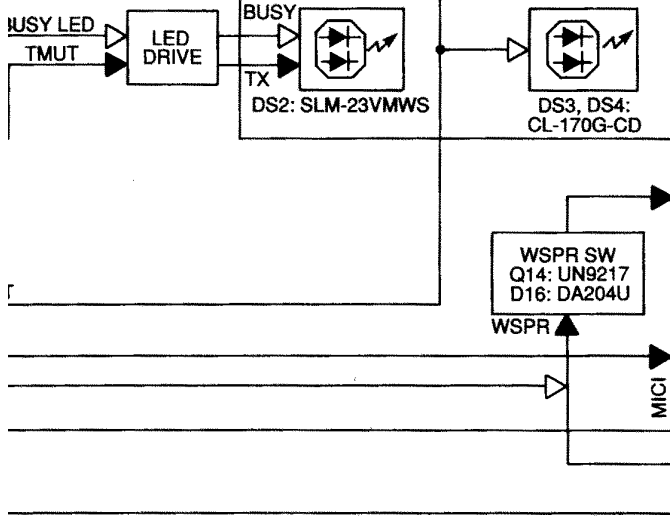 BUSY
BUSY LED
LED
DRIVE
TMUT
TX
DS2: SLM-23VMWS
DS3, DS4:
CL-170G-CD
WSPR SW
Q14: UN9217
D16: DA204U
WSPR
MICI